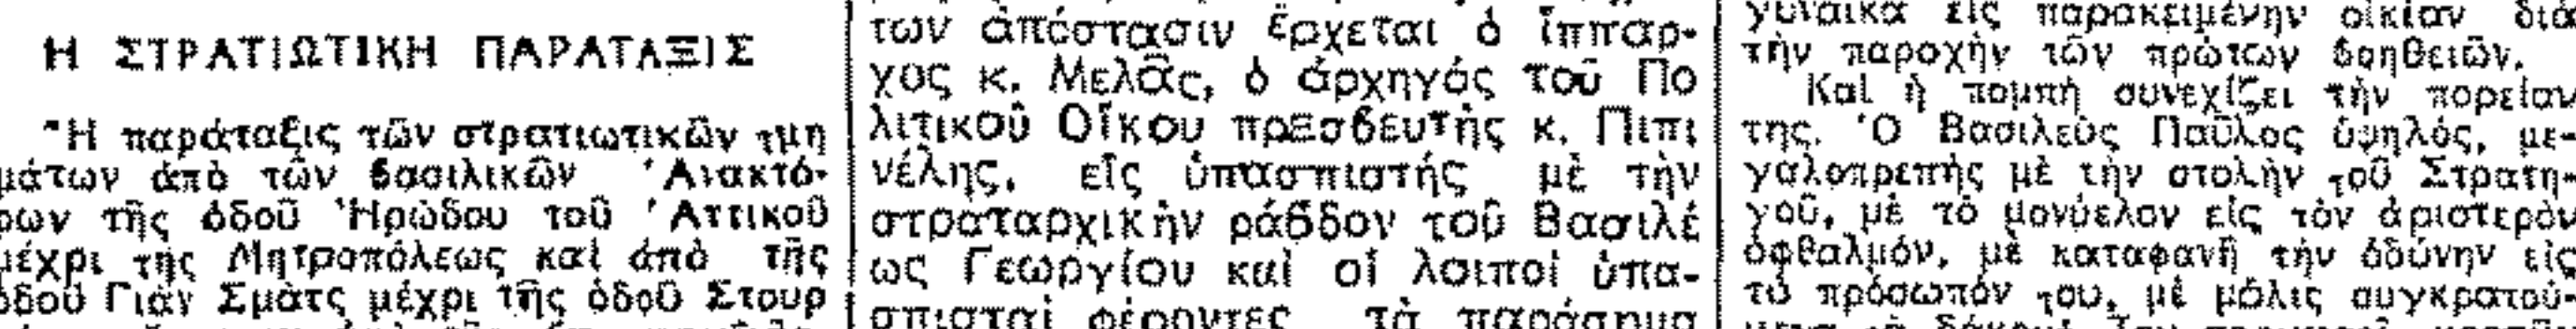 Η ΣΤΡΑΤΙΩΤΙΚΗ ΠΑΡΑΤΑΞΙΣ
Ἡ παράταξις τῶν στρατιωτικῶν τμη
μάτων ἀπὸ τῶν βασιλικῶν Ἀνακτό-
ρων τῆς ὁδοῦ Ἡρώδου τοῦ Ἀττικοῦ
μέχρι τῆς Μητροπόλεως καὶ ἀπὸ τῆς
ὁδοῦ Γιὰν Σμὰτς μέχρι τῆς ὁδοῦ Στουρ
των ἀπόστασιν ἔρχεται ὁ ἵππαρ-
χος κ. Μελᾶς, ὁ ἀρχηγὸς τοῦ Πο
λιτικοῦ Οἴκου πρεσβευτὴς κ. Πιπι
νέλης, εἷς ὑπασπιστής μὲ τὴν
στραταρχικὴν ράβδον τοῦ Βασιλέ
ως Γεωργίου καὶ οἱ λοιποὶ ὑπα-
σπισταὶ φέροντες τὰ παράσημα
γυναῖκα εἰς παρακειμένην οἰκίαν διὰ
τὴν παροχὴν τῶν πρώτων βοηθειῶν.
Καὶ ἡ πομπὴ συνεχίζει τὴν πορείαν
της. Ὁ Βασιλεὺς Παῦλος ὑψηλός, με-
γαλοπρεπὴς μὲ τὴν στολὴν τοῦ Στρατη-
γοῦ, μὲ τὸ μονύελον εἰς τὸν ἀριστερὸν
ὀφθαλμόν, μὲ καταφανῆ τὴν ὀδύνην εἰς
τὸ πρόσωπόν του, μὲ μόλις συγκρατού-